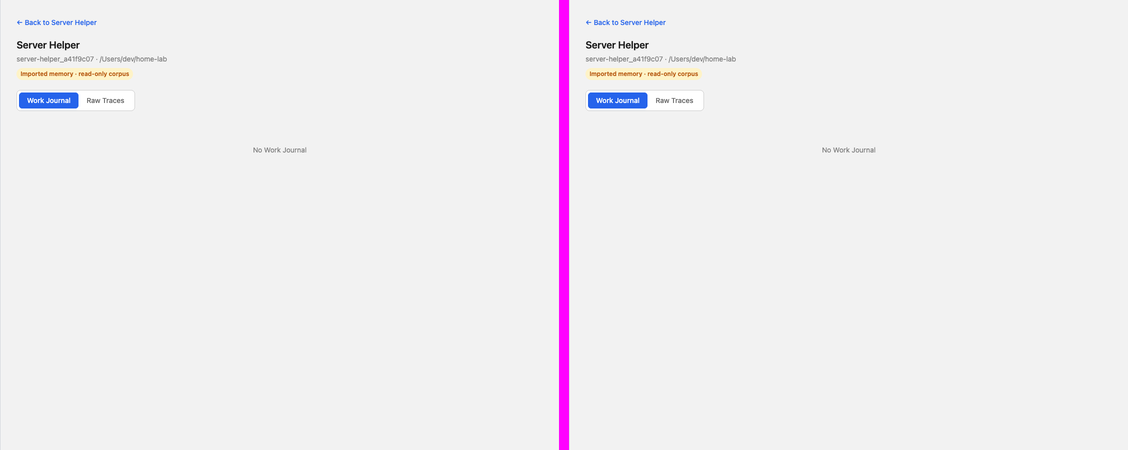 ← Back to Server Helper
Server Helper
server-helper_a41f9c07 · /Users/dev/home-lab
Imported memory · read-only corpus
Work Journal
Raw Traces
No Work Journal
← Back to Server Helper
Server Helper
server-helper_a41f9c07 · /Users/dev/home-lab
Imported memory · read-only corpus
Work Journal
Raw Traces
No Work Journal